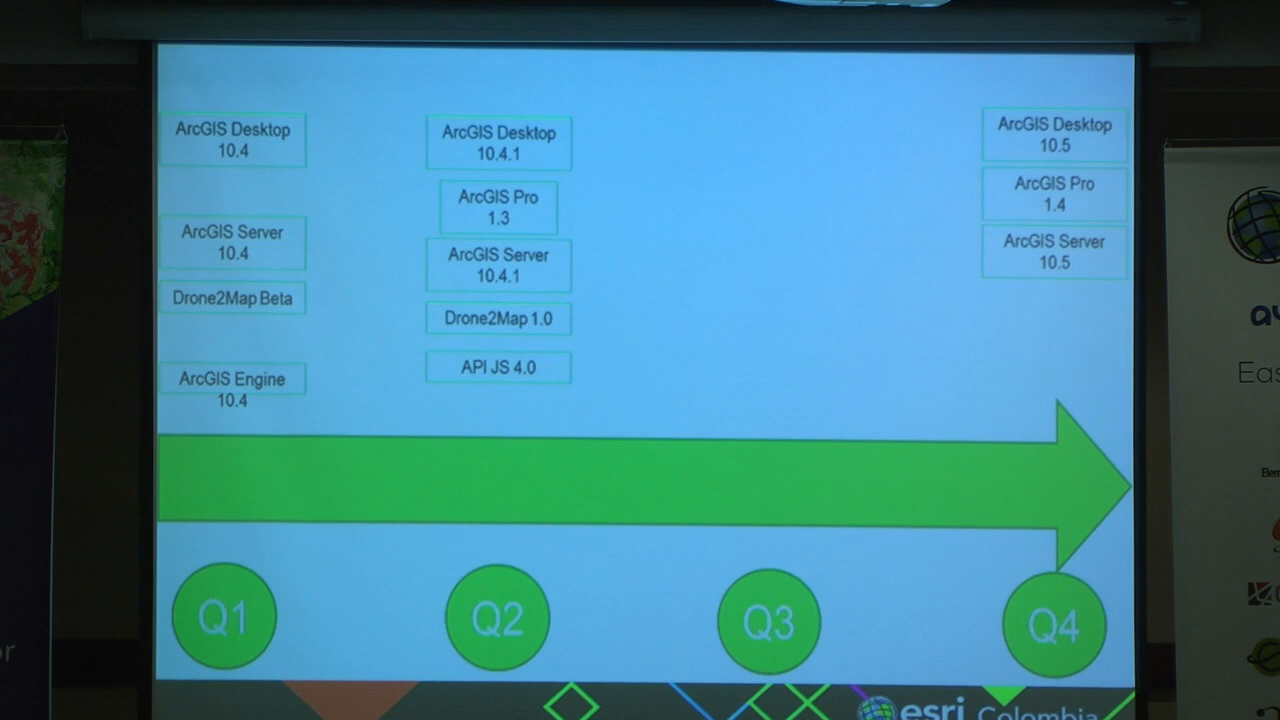 ArcGIS Desktop
10.4
ArcGIS Server
10.4
Drone2Map Beta
ArcGIS Engine
10.4
ArcGIS Desktop
10.4.1
ArcGIS Pro
1.3
ArcGIS Server
10.4.1
Drone2Map 1.0
API JS 4.0
ArcGIS Desktop
10.5
ArcGIS Pro
1.4
ArcGIS Server
10.5
Q1
Q2
Q3
Q4
esri Colombia